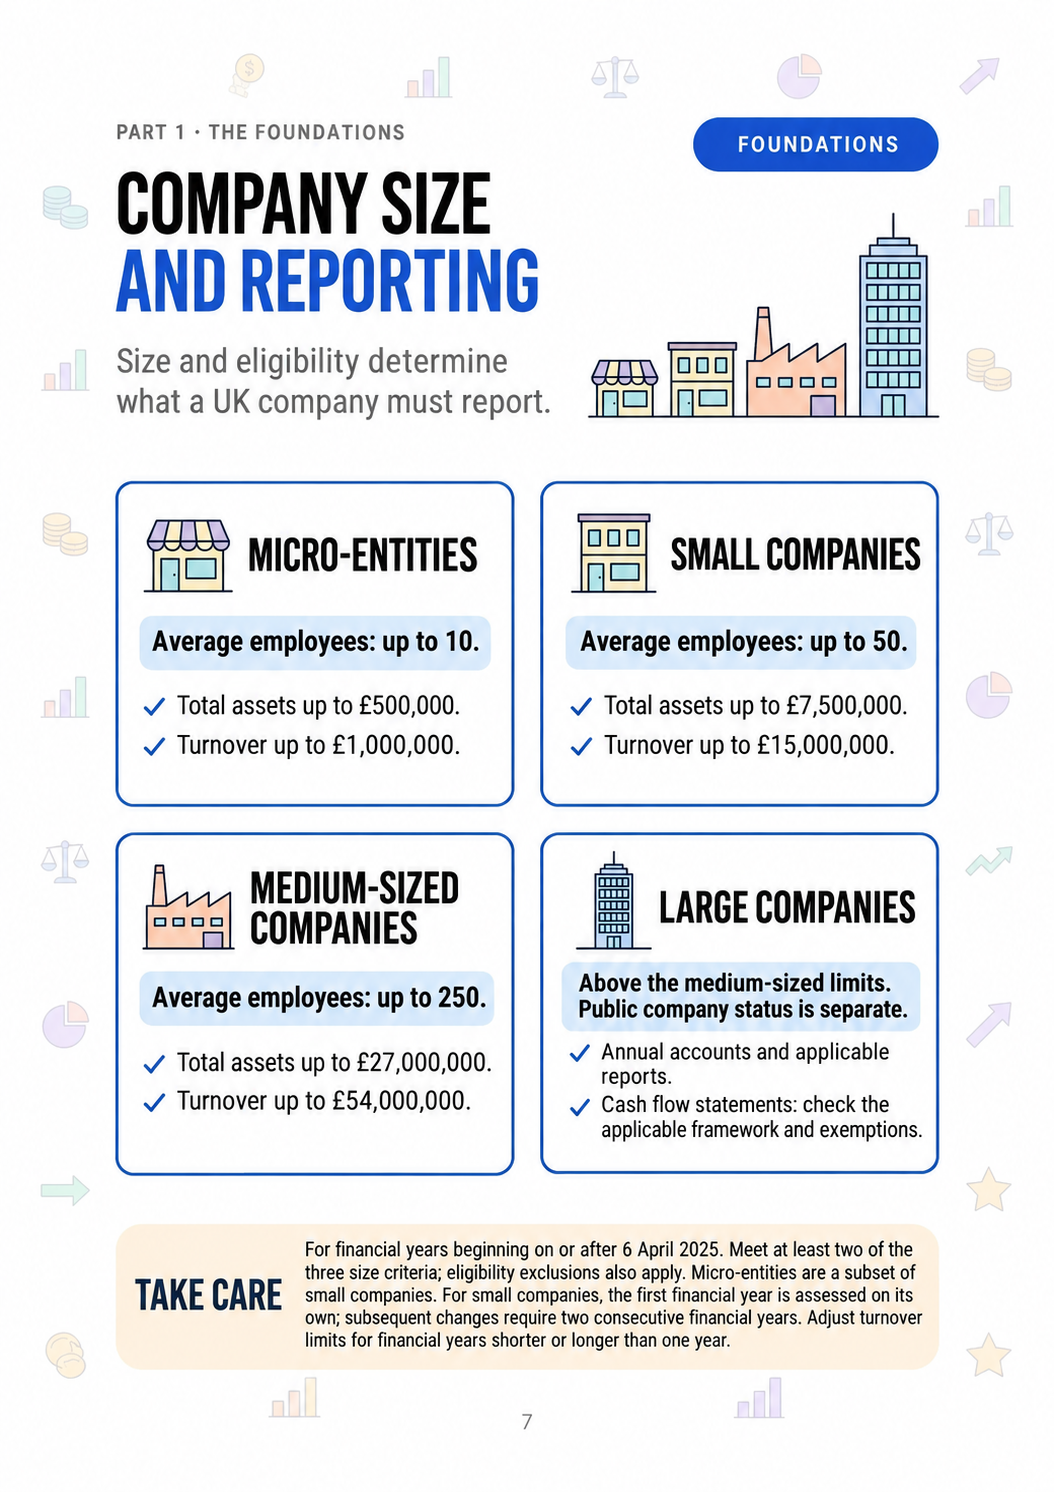 PART 1 · THE FOUNDATIONS
FOUNDATIONS
COMPANY SIZE
AND REPORTING
Size and eligibility determine
what a UK company must report.
MICRO-ENTITIES
Average employees: up to 10.
Total assets up to £500,000.
Turnover up to £1,000,000.
SMALL COMPANIES
Average employees: up to 50.
Total assets up to £7,500,000.
Turnover up to £15,000,000.
MEDIUM-SIZED
COMPANIES
Average employees: up to 250.
Total assets up to £27,000,000.
Turnover up to £54,000,000.
LARGE COMPANIES
Above the medium-sized limits.
Public company status is separate.
Annual accounts and applicable
reports.
Cash flow statements: check the
applicable framework and exemptions.
TAKE CARE
For financial years beginning on or after 6 April 2025. Meet at least two of the
three size criteria; eligibility exclusions also apply. Micro-entities are a subset of
small companies. For small companies, the first financial year is assessed on its
own; subsequent changes require two consecutive financial years. Adjust turnover
limits for financial years shorter or longer than one year.
7